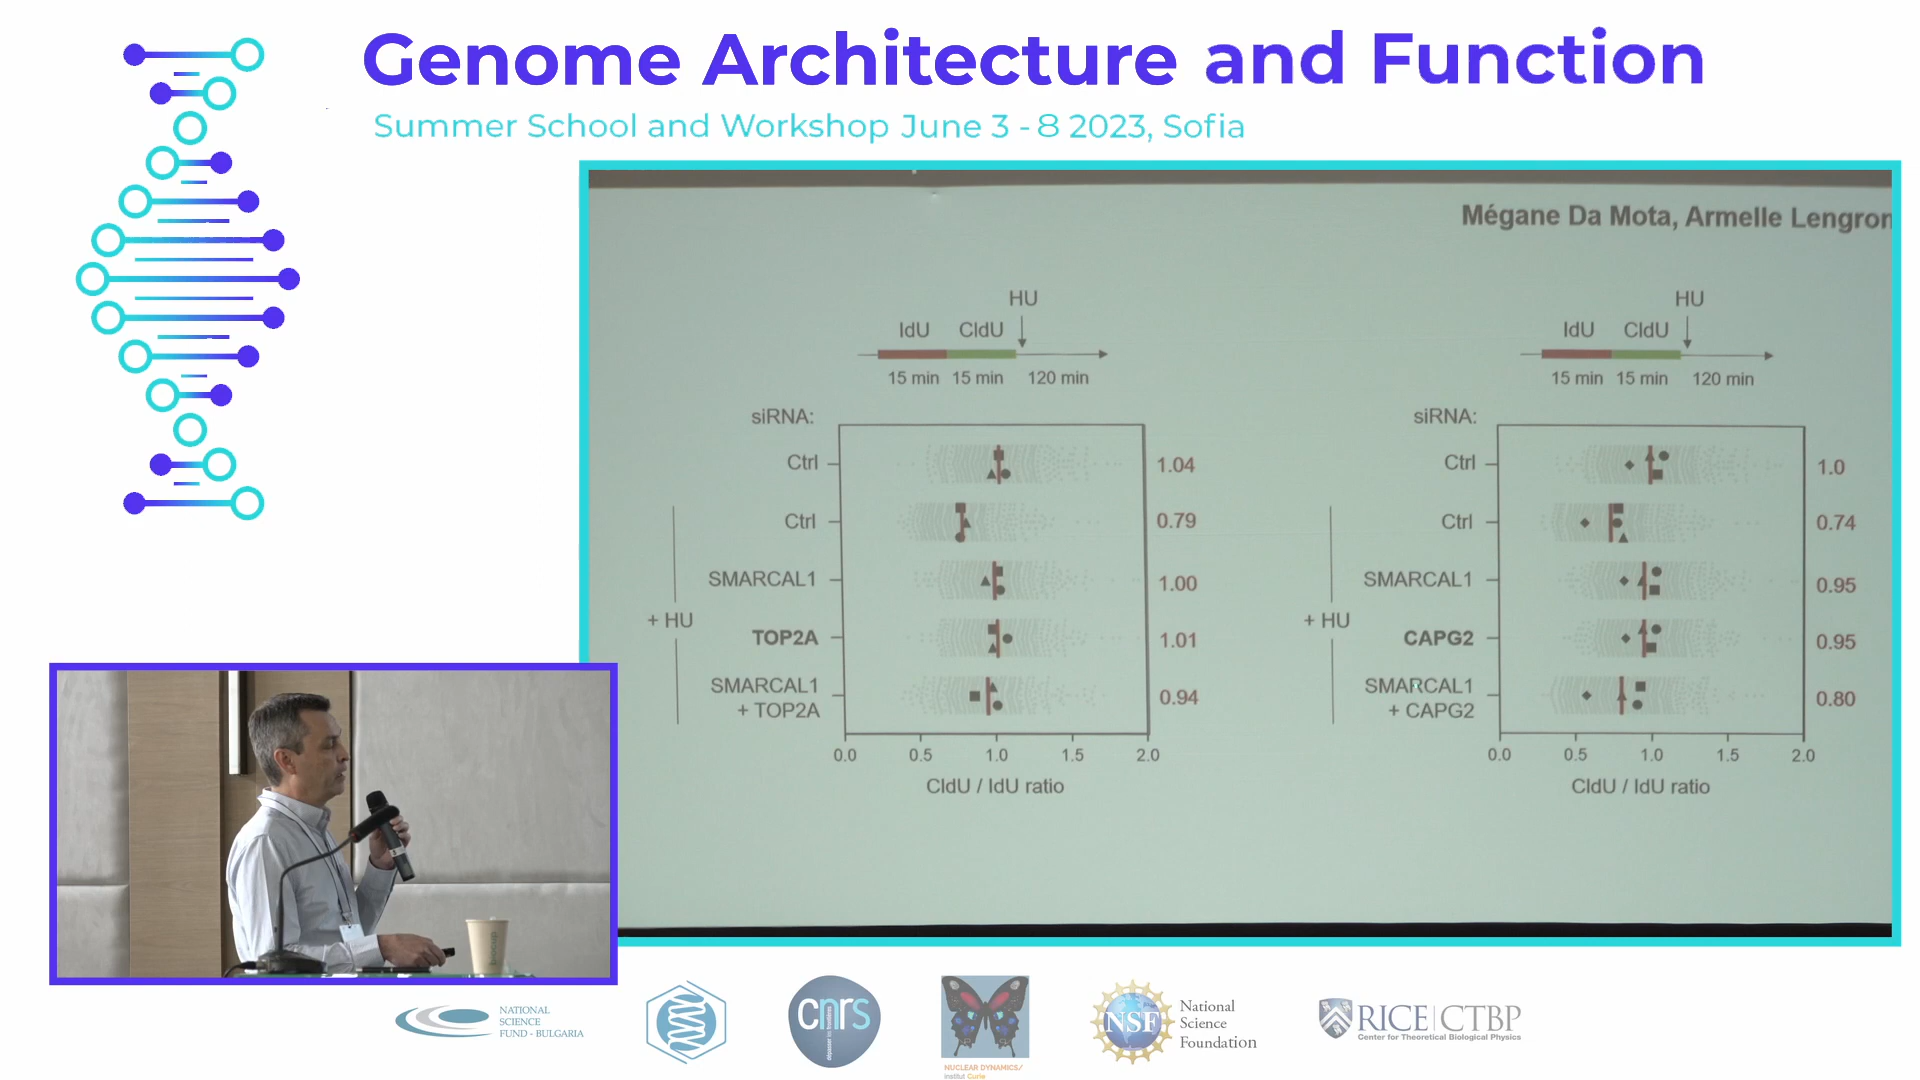 Genome Architecture and Function
Summer School and Workshop June 3 - 8 2023, Sofia
Mégane Da Mota, Armelle Lengron
HU
IdU CldU
15 min 15 min 120 min
siRNA:
Ctrl 1.04
Ctrl 0.79
SMARCAL1 1.00
+ HU
TOP2A 1.01
SMARCAL1
+ TOP2A 0.94
0.0 0.5 1.0 1.5 2.0
CldU / IdU ratio
HU
IdU CldU
15 min 15 min 120 min
siRNA:
Ctrl 1.0
Ctrl 0.74
SMARCAL1 0.95
+ HU
CAPG2 0.95
SMARCAL1
+ CAPG2 0.80
0.0 0.5 1.0 1.5 2.0
CldU / IdU ratio
NATIONAL
SCIENCE
FUND - BULGARIA
cnrs
NUCLEAR DYNAMICS/
institut Curie
NSF
National
Science
Foundation
RICE CTBP
Center for Theoretical Biological Physics